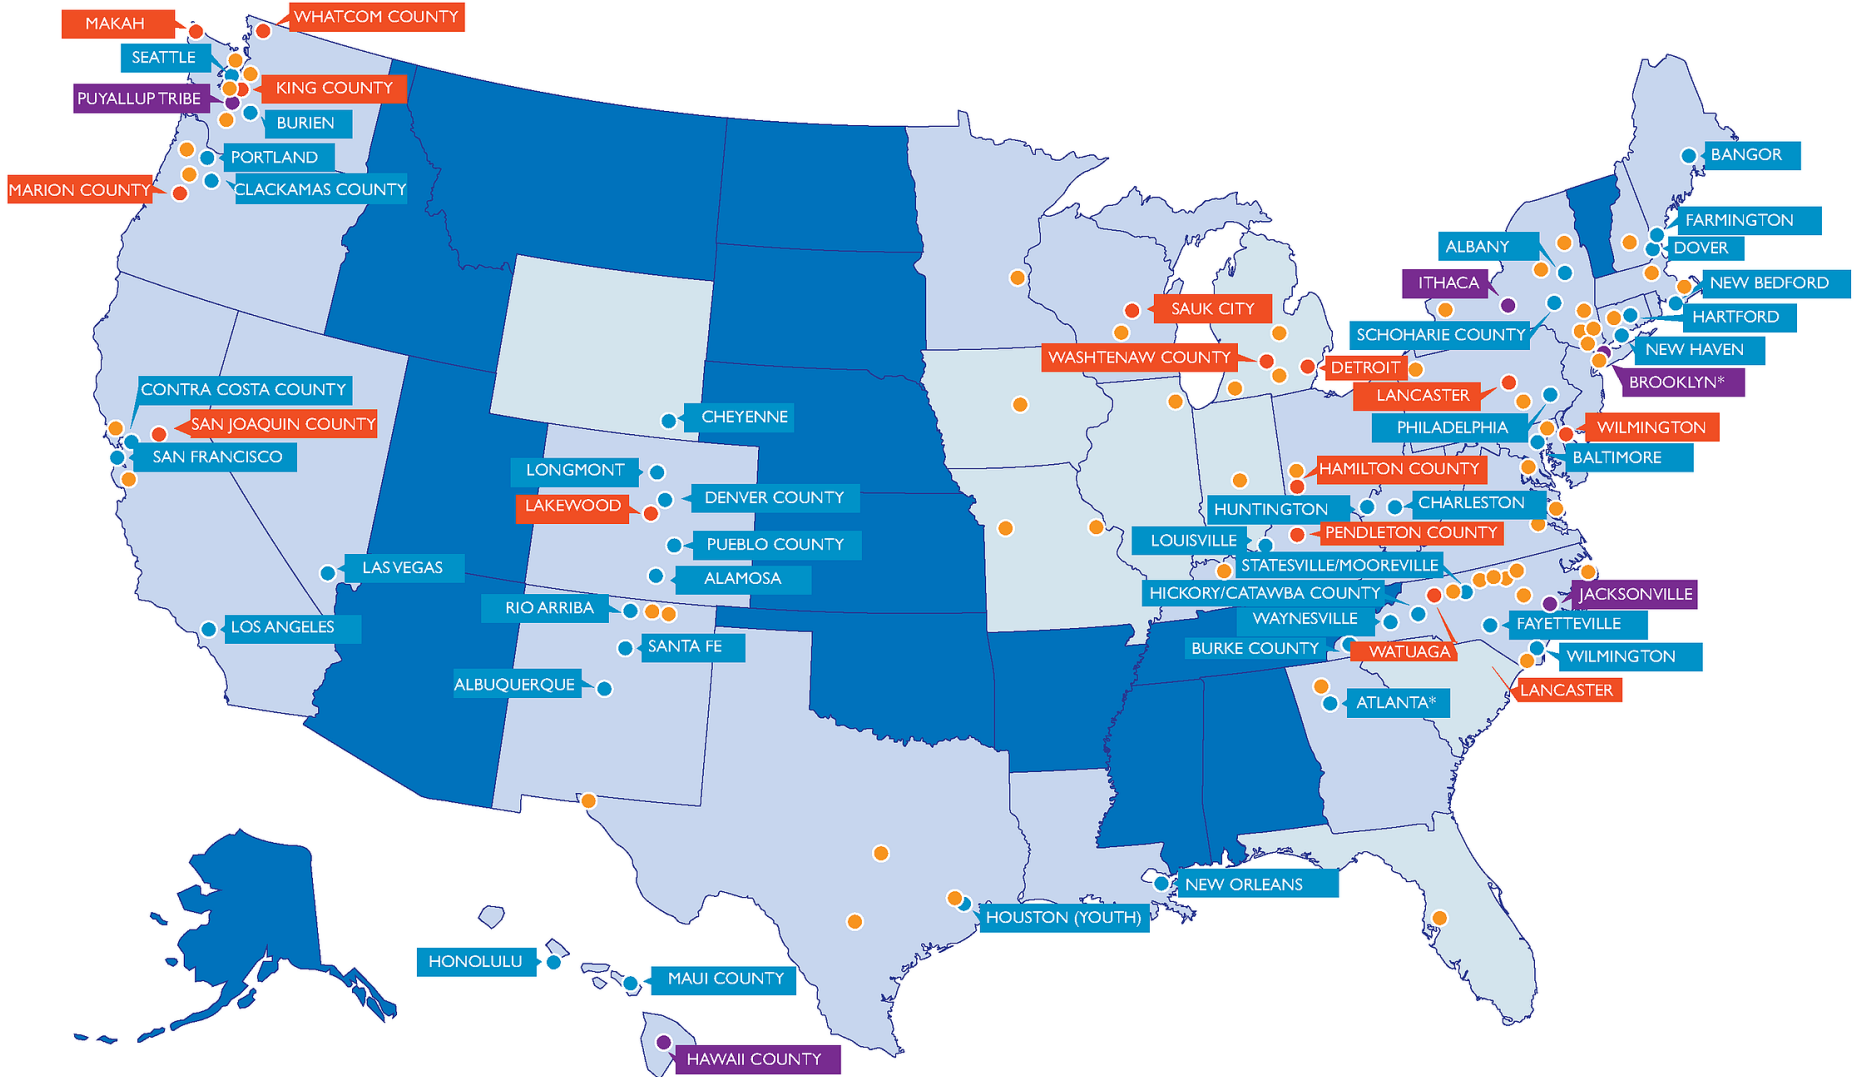 MAKAH
WHATCOM COUNTY
SEATTLE
KING COUNTY
PUYALLUP TRIBE
BURIEN
PORTLAND
MARION COUNTY
CLACKAMAS COUNTY
BANGOR
FARMINGTON
ALBANY
DOVER
ITHACA
NEW BEDFORD
SAUK CITY
HARTFORD
SCHOHARIE COUNTY
NEW HAVEN
WASHTENAW COUNTY
DETROIT
BROOKLYN*
CONTRA COSTA COUNTY
LANCASTER
CHEYENNE
SAN JOAQUIN COUNTY
PHILADELPHIA
WILMINGTON
SAN FRANCISCO
BALTIMORE
LONGMONT
HAMILTON COUNTY
DENVER COUNTY
LAKEWOOD
HUNTINGTON
CHARLESTON
PENDLETON COUNTY
LOUISVILLE
PUEBLO COUNTY
LAS VEGAS
STATESVILLE/MOOREVILLE
ALAMOSA
HICKORY/CATAWBA COUNTY
JACKSONVILLE
RIO ARRIBA
WAYNESVILLE
FAYETTEVILLE
LOS ANGELES
SANTA FE
BURKE COUNTY
WATUAGA
WILMINGTON
ALBUQUERQUE
LANCASTER
ATLANTA*
NEW ORLEANS
HOUSTON (YOUTH)
HONOLULU
MAUI COUNTY
HAWAII COUNTY